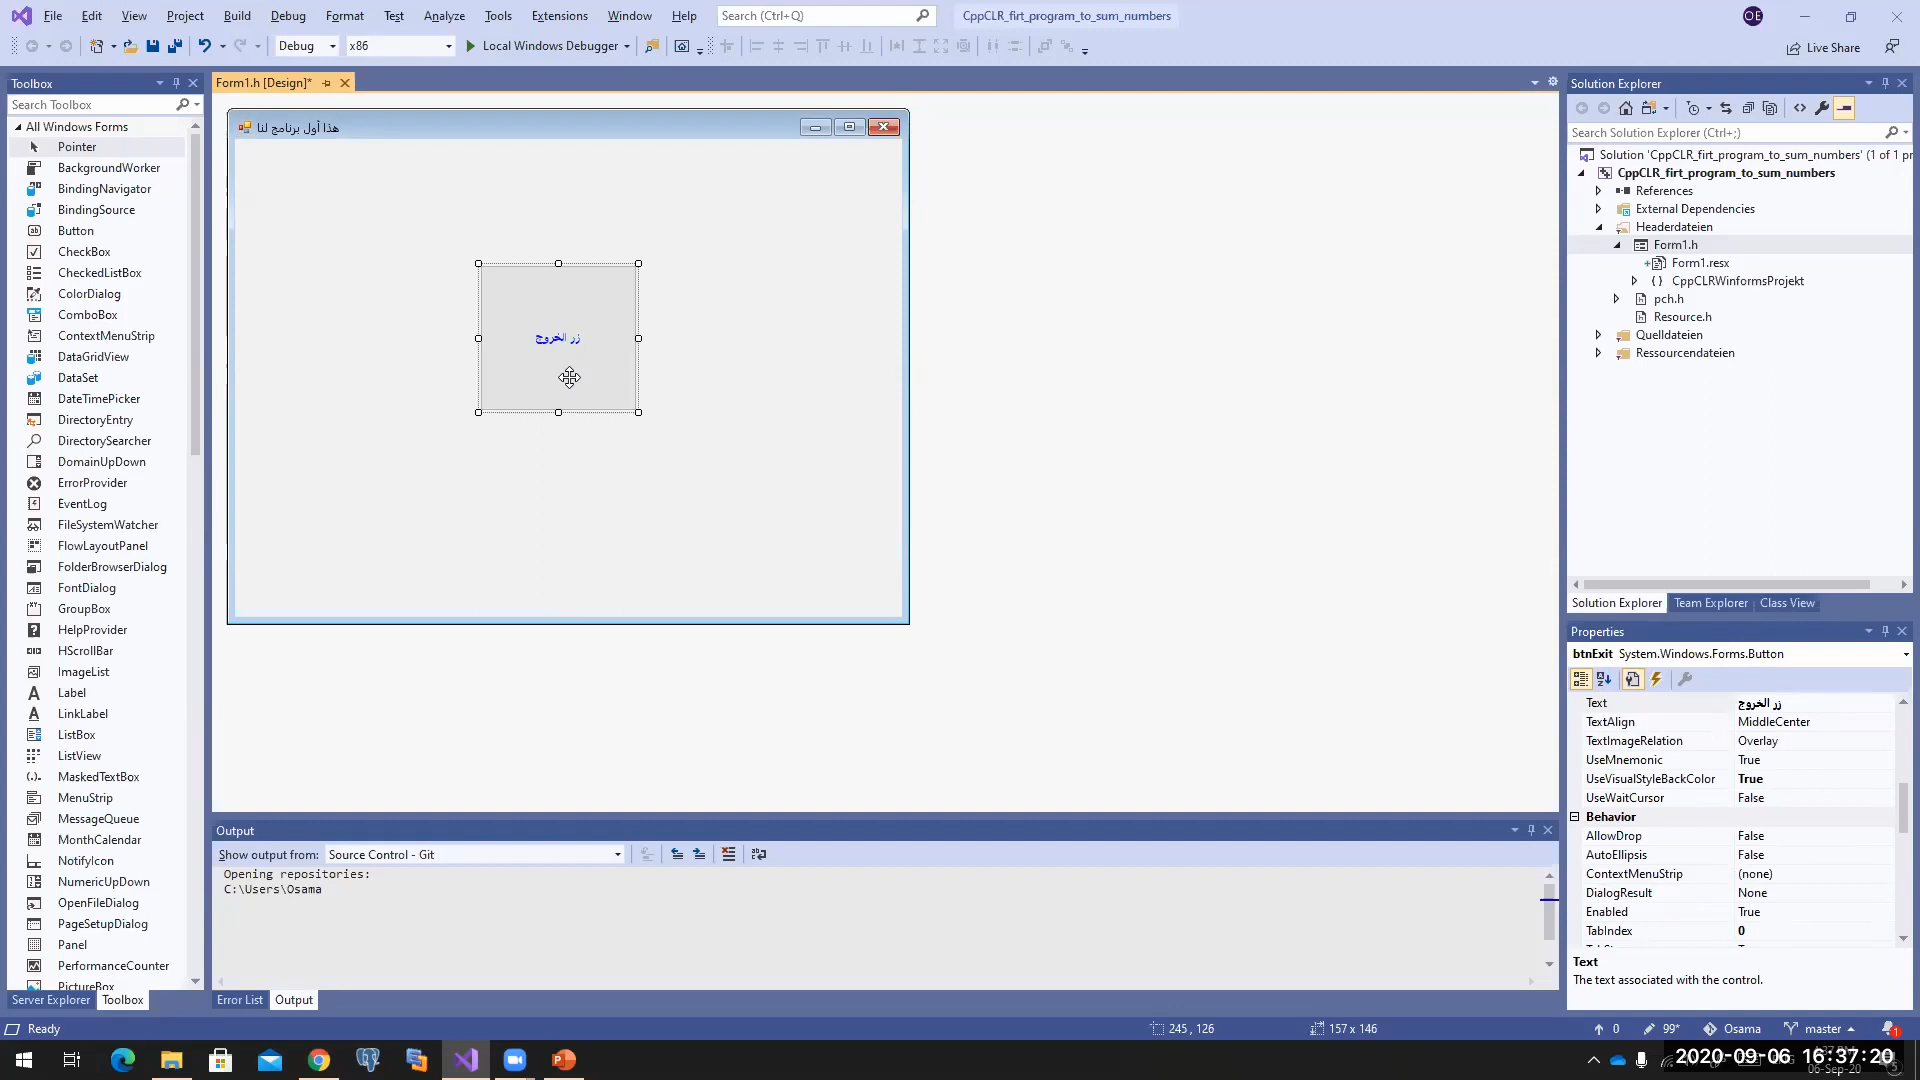 File Edit View Project Build Debug Format Test Analyze Tools Extensions Window Help Search (Ctrl+Q) CppCLR_firt_program_to_sum_numbers OE
Debug x86 Local Windows Debugger Live Share
Toolbox
Search Toolbox
All Windows Forms
Pointer
BackgroundWorker
BindingNavigator
BindingSource
Button
CheckBox
CheckedListBox
ColorDialog
ComboBox
ContextMenuStrip
DataGridView
DataSet
DateTimePicker
DirectoryEntry
DirectorySearcher
DomainUpDown
ErrorProvider
EventLog
FileSystemWatcher
FlowLayoutPanel
FolderBrowserDialog
FontDialog
GroupBox
HelpProvider
HScrollBar
ImageList
Label
LinkLabel
ListBox
ListView
MaskedTextBox
MenuStrip
MessageQueue
MonthCalendar
NotifyIcon
NumericUpDown
OpenFileDialog
PageSetupDialog
Panel
PerformanceCounter
PictureBox
Server Explorer Toolbox
Form1.h [Design]*
هذا أول برنامج لنا
زر الخروج
Output
Show output from: Source Control - Git
Opening repositories:
C:\Users\Osama
Error List Output
Solution Explorer
Search Solution Explorer (Ctrl+;)
Solution 'CppCLR_firt_program_to_sum_numbers' (1 of 1 pr
CppCLR_firt_program_to_sum_numbers
References
External Dependencies
Headerdateien
Form1.h
Form1.resx
CppCLRWinformsProjekt
pch.h
Resource.h
Quelldateien
Ressourcendateien
Solution Explorer Team Explorer Class View
Properties
btnExit System.Windows.Forms.Button
Text زر الخروج
TextAlign MiddleCenter
TextImageRelation Overlay
UseMnemonic True
UseVisualStyleBackColor True
UseWaitCursor False
Behavior
AllowDrop False
AutoEllipsis False
ContextMenuStrip (none)
DialogResult None
Enabled True
TabIndex 0
Text
The text associated with the control.
Ready 245 , 126 157 x 146 0 99* Osama master 1
2020-09-06 16:37:20
06-Sep-20